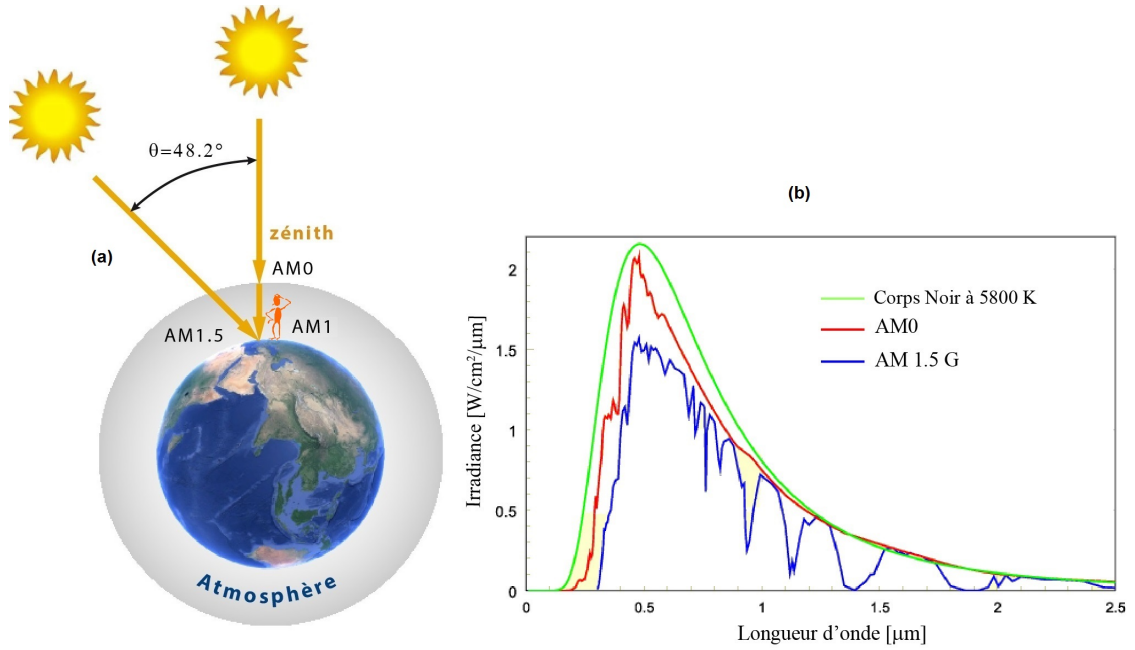 θ=48.2°
zénith
(a)
AM0
AM1.5
AM1
Atmosphère
(b)
Corps Noir à 5800 K
AM0
AM 1.5 G
Irradiance [W/cm²/μm]
2
1.5
1
0.5
0
0
0.5
1
1.5
2
2.5
Longueur d’onde [μm]